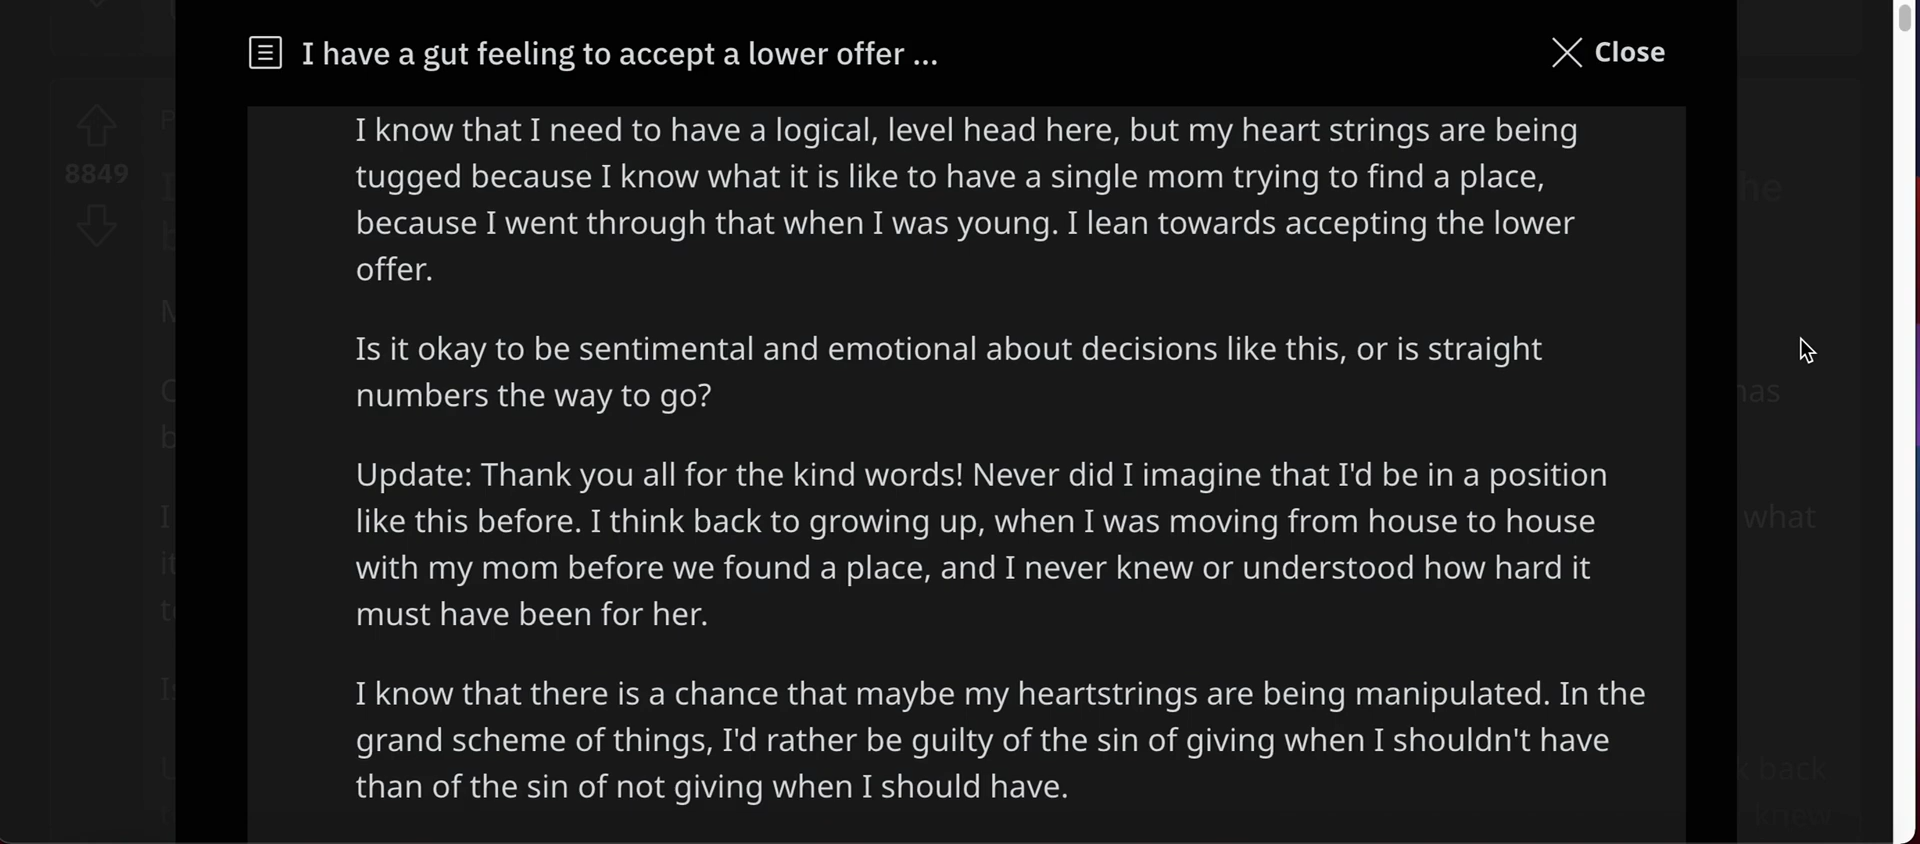 I have a gut feeling to accept a lower offer ...
Close
8849
I know that I need to have a logical, level head here, but my heart strings are being
tugged because I know what it is like to have a single mom trying to find a place,
because I went through that when I was young. I lean towards accepting the lower
offer.
Is it okay to be sentimental and emotional about decisions like this, or is straight
numbers the way to go?
Update: Thank you all for the kind words! Never did I imagine that I'd be in a position
like this before. I think back to growing up, when I was moving from house to house
with my mom before we found a place, and I never knew or understood how hard it
must have been for her.
I know that there is a chance that maybe my heartstrings are being manipulated. In the
grand scheme of things, I'd rather be guilty of the sin of giving when I shouldn't have
than of the sin of not giving when I should have.
what
back
knew